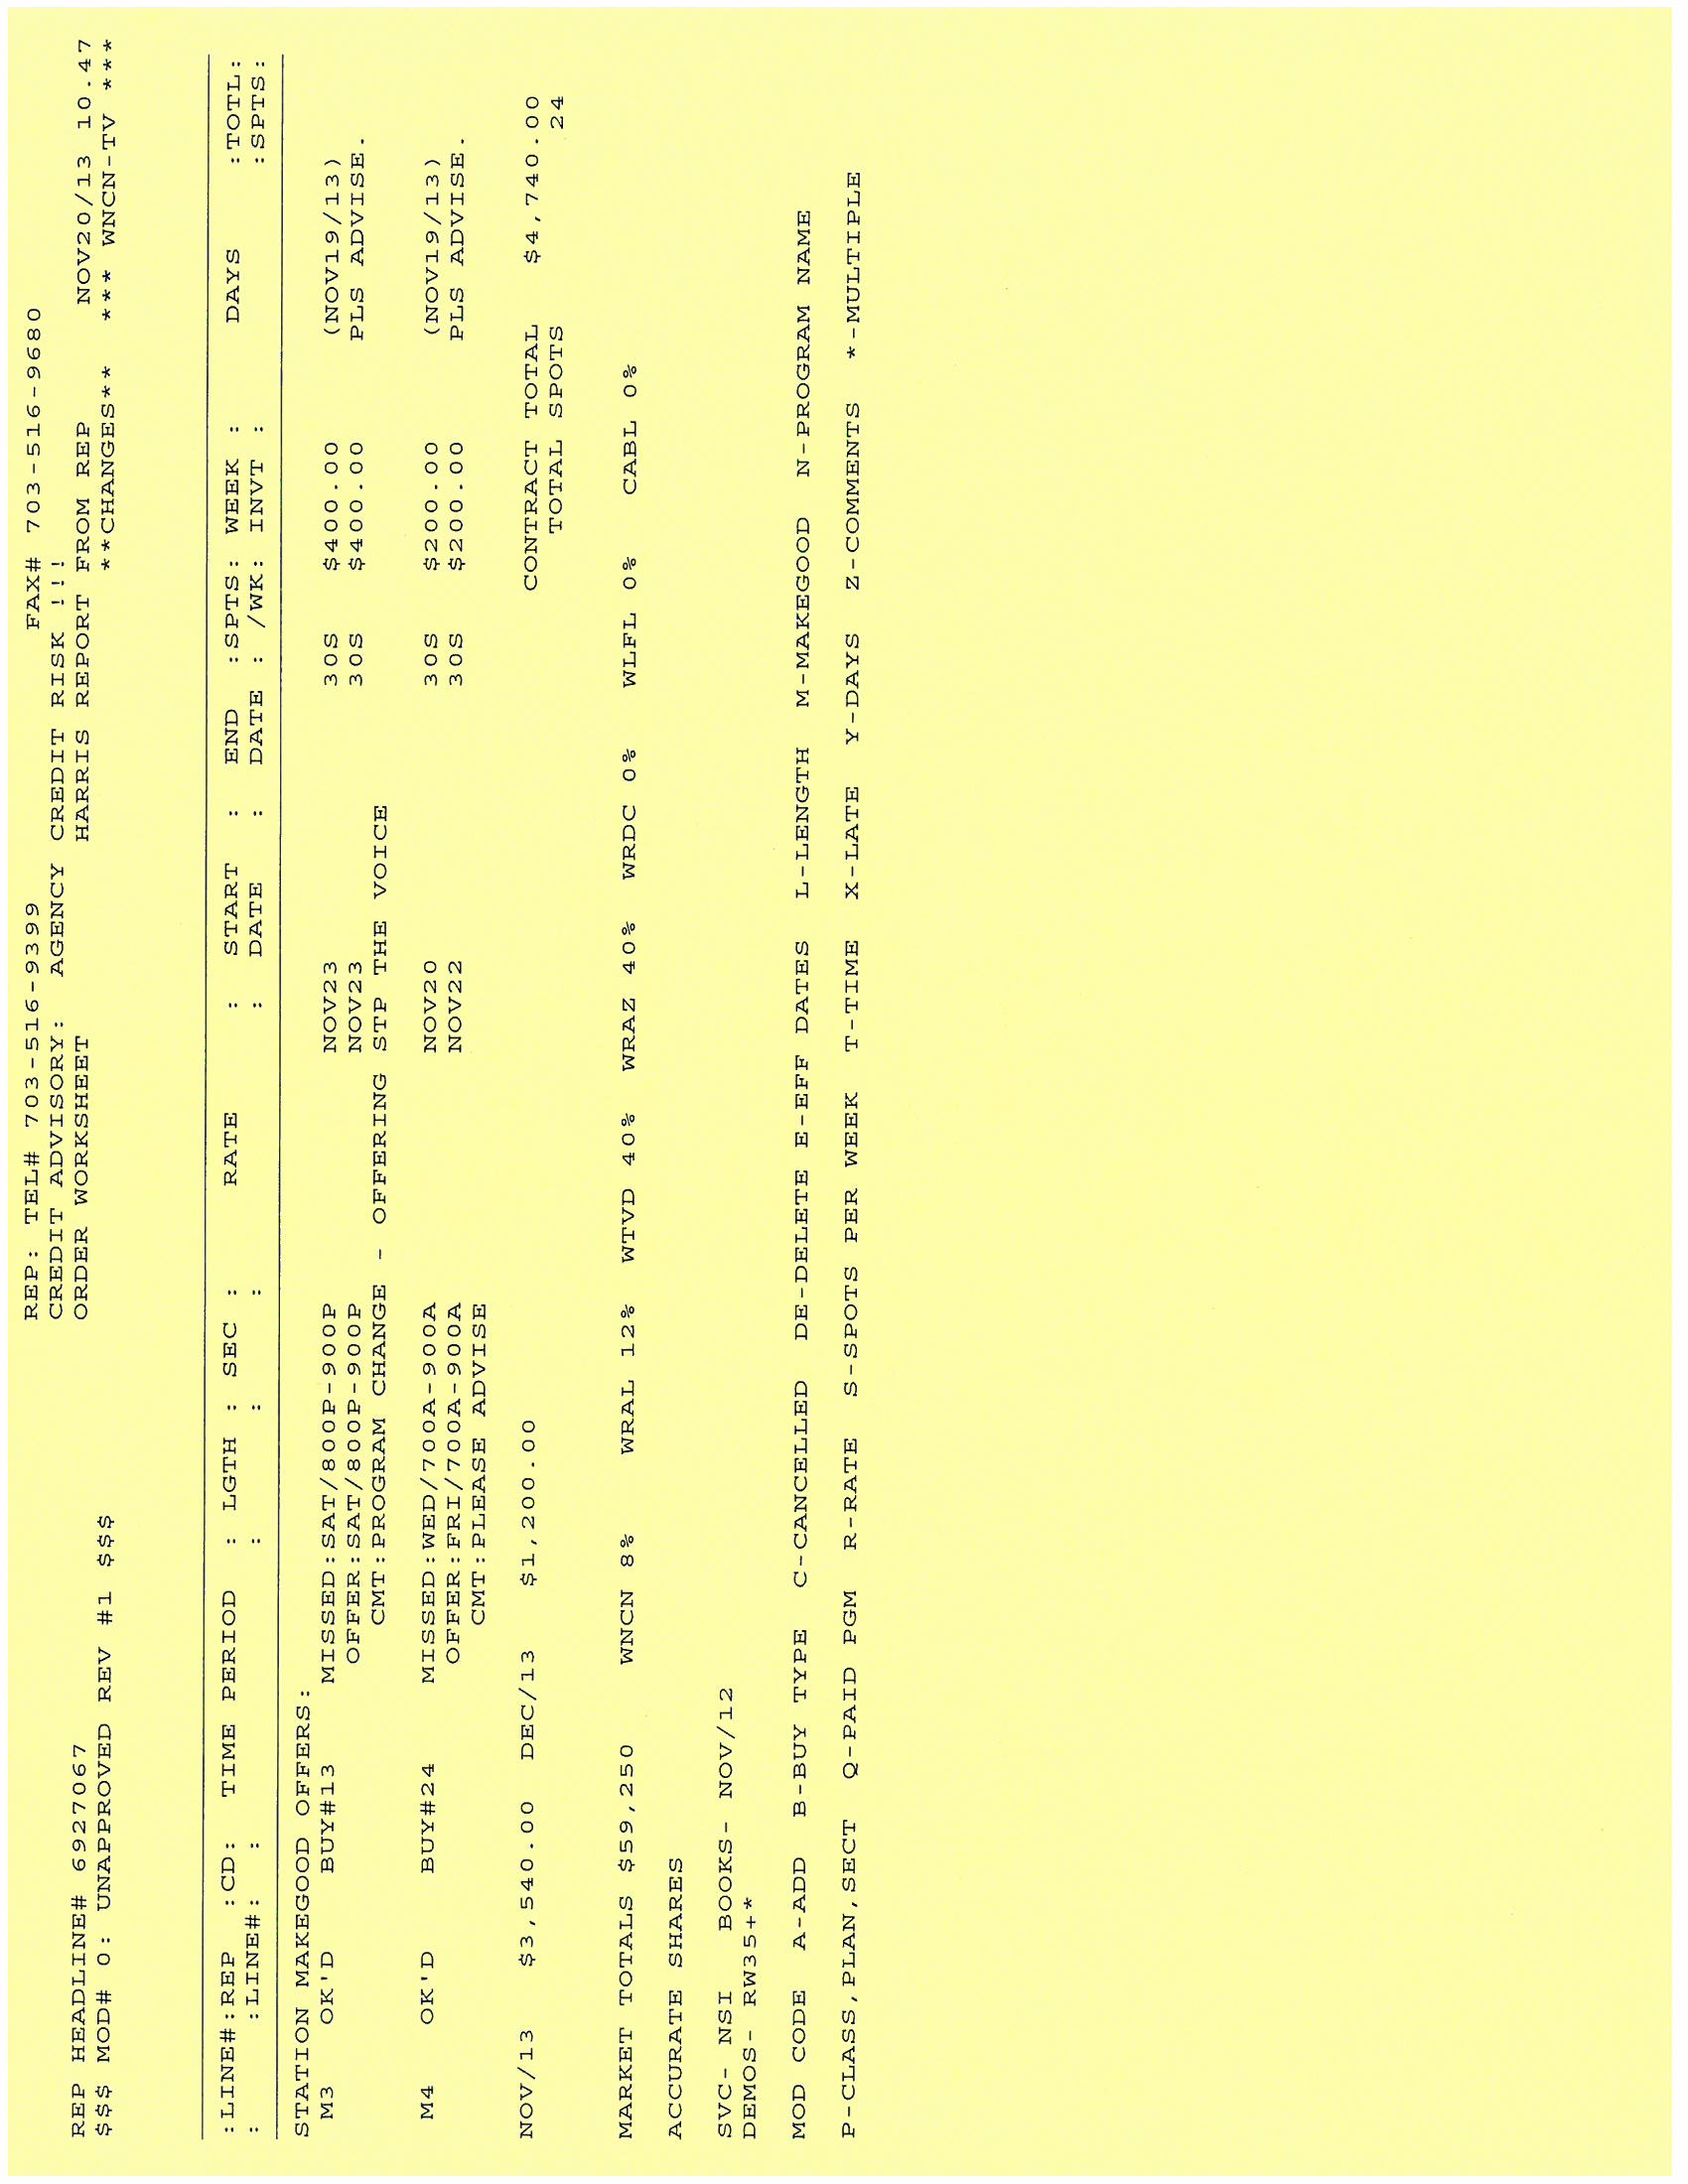 REP: TEL# 703-516-9399 FAX# 703-516-9680
CREDIT ADVISORY: AGENCY CREDIT RISK !!!
REP HEADLINE# 6927067 ORDER WORKSHEET HARRIS REPORT FROM REP NOV20/13 10.47
$$$ MOD# 0: UNAPPROVED REV #1 $$$ **CHANGES** *** WNCN-TV ***
:LINE#:REP :CD: TIME PERIOD : LGTH : SEC : RATE : START : END :SPTS: WEEK : DAYS :TOTL:
: :LINE#: : : : : DATE : DATE : /WK: INVT : :SPTS:
STATION MAKEGOOD OFFERS:
M3 OK'D BUY#13 MISSED:SAT/800P-900P NOV23 30S $400.00 (NOV19/13)
OFFER:SAT/800P-900P NOV23 30S $400.00 PLS ADVISE.
CMT:PROGRAM CHANGE - OFFERING STP THE VOICE
M4 OK'D BUY#24 MISSED:WED/700A-900A NOV20 30S $200.00 (NOV19/13)
OFFER:FRI/700A-900A NOV22 30S $200.00 PLS ADVISE.
CMT:PLEASE ADVISE
NOV/13 $3,540.00 DEC/13 $1,200.00 CONTRACT TOTAL $4,740.00
TOTAL SPOTS 24
MARKET TOTALS $59,250 WNCN 8% WRAL 12% WTVD 40% WRAZ 40% WRDC 0% WLFL 0% CABL 0%
ACCURATE SHARES
SVC- NSI BOOKS- NOV/12
DEMOS- RW35+*
MOD CODE A-ADD B-BUY TYPE C-CANCELLED DE-DELETE E-EFF DATES L-LENGTH M-MAKEGOOD N-PROGRAM NAME
P-CLASS,PLAN,SECT Q-PAID PGM R-RATE S-SPOTS PER WEEK T-TIME X-LATE Y-DAYS Z-COMMENTS *-MULTIPLE